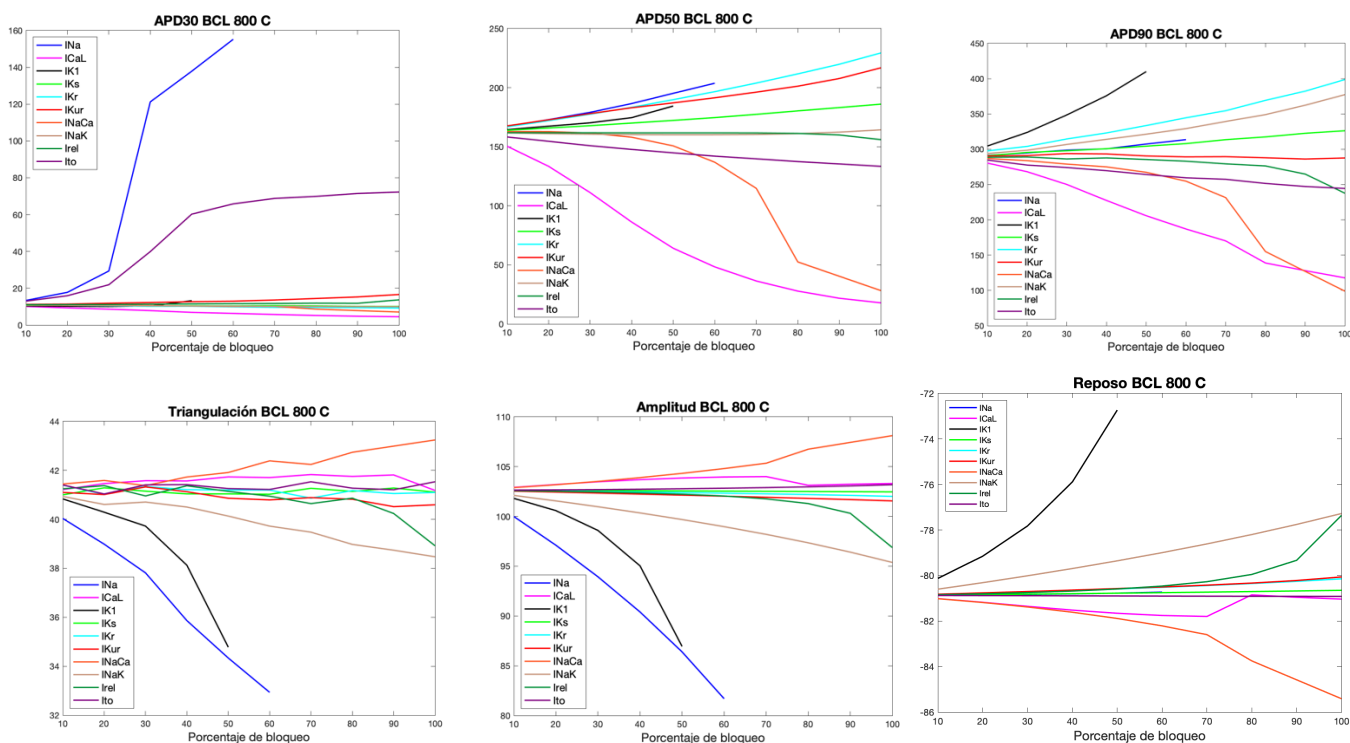 APD30 BCL 800 C
160
140
120
100
80
60
40
20
0
INa
ICaL
IK1
IKs
IKr
IKur
INaCa
INaK
Irel
Ito
10 20 30 40 50 60 70 80 90 100
Porcentaje de bloqueo
APD50 BCL 800 C
250
200
150
100
50
0
INa
ICaL
IK1
IKs
IKr
IKur
INaCa
INaK
Irel
Ito
10 20 30 40 50 60 70 80 90 100
Porcentaje de bloqueo
APD90 BCL 800 C
450
400
350
300
250
200
150
100
50
INa
ICaL
IK1
IKs
IKr
IKur
INaCa
INaK
Irel
Ito
10 20 30 40 50 60 70 80 90 100
Porcentaje de bloqueo
Triangulación BCL 800 C
44
42
40
38
36
34
32
INa
ICaL
IK1
IKs
IKr
IKur
INaCa
INaK
Irel
Ito
10 20 30 40 50 60 70 80 90 100
Porcentaje de bloqueo
Amplitud BCL 800 C
110
105
100
95
90
85
80
INa
ICaL
IK1
IKs
IKr
IKur
INaCa
INaK
Irel
Ito
10 20 30 40 50 60 70 80 90 100
Porcentaje de bloqueo
Reposo BCL 800 C
-72
-74
-76
-78
-80
-82
-84
-86
INa
ICaL
IK1
IKs
IKr
IKur
INaCa
INaK
Irel
Ito
10 20 30 40 50 60 70 80 90 100
Porcentaje de bloqueo